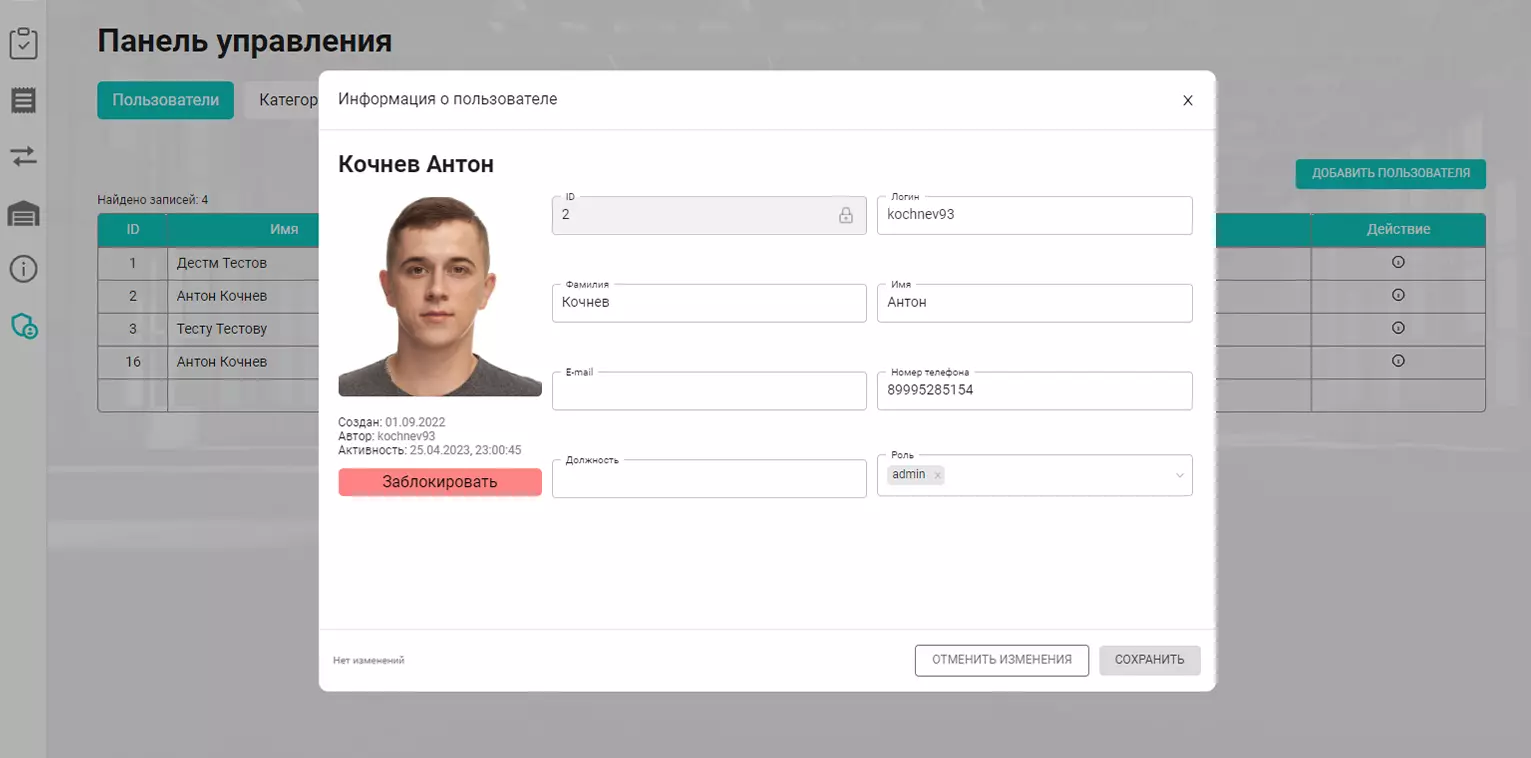 Панель управления
Пользователи
Категор
Информация о пользователе
X
Кочнев Антон
ДОБАВИТЬ ПОЛЬЗОВАТЕЛЯ
Найдено записей: 4
ID
Имя
Действие
1
Дестм Тестов
2
Антон Кочнев
3
Тесту Тестову
16
Антон Кочнев
ID
2
Логин
kochnev93
Фамилия
Кочнев
Имя
Антон
E-mail
Номер телефона
89995285154
Создан: 01.09.2022
Автор: kochnev93
Активность: 25.04.2023, 23:00:45
Заблокировать
Должность
Роль
admin ×
Нет изменений
ОТМЕНИТЬ ИЗМЕНЕНИЯ
СОХРАНИТЬ